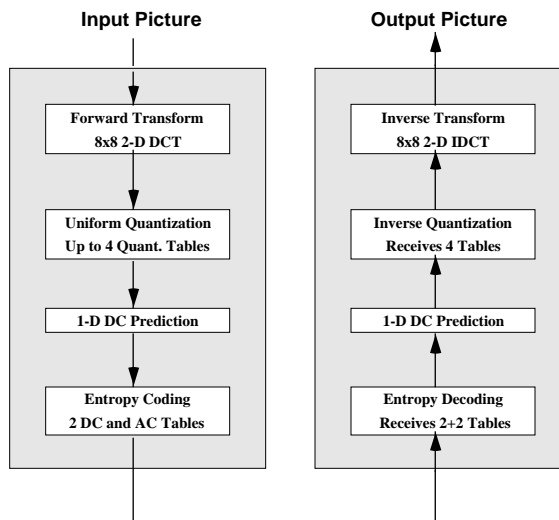 Input Picture
Forward Transform
8x8 2-D DCT
Uniform Quantization
Up to 4 Quant. Tables
1-D DC Prediction
Entropy Coding
2 DC and AC Tables
Output Picture
Inverse Transform
8x8 2-D IDCT
Inverse Quantization
Receives 4 Tables
1-D DC Prediction
Entropy Decoding
Receives 2+2 Tables